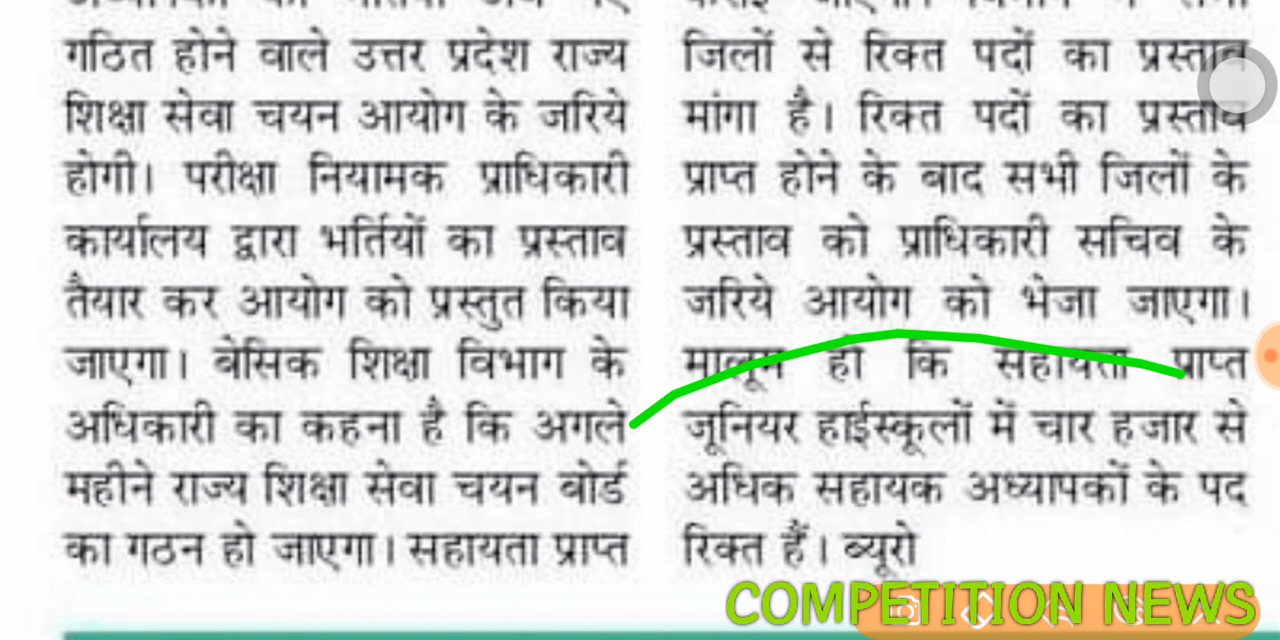 गठित होने वाले उत्तर प्रदेश राज्य
शिक्षा सेवा चयन आयोग के जरिये
होगी। परीक्षा नियामक प्राधिकारी
कार्यालय द्वारा भर्तियों का प्रस्ताव
तैयार कर आयोग को प्रस्तुत किया
जाएगा। बेसिक शिक्षा विभाग के
अधिकारी का कहना है कि अगले
महीने राज्य शिक्षा सेवा चयन बोर्ड
का गठन हो जाएगा। सहायता प्राप्त
जिलों से रिक्त पदों का प्रस्ताव
मांगा है। रिक्त पदों का प्रस्ताव
प्राप्त होने के बाद सभी जिलों के
प्रस्ताव को प्राधिकारी सचिव के
जरिये आयोग को भेजा जाएगा।
मालूम हो कि सहायता प्राप्त
जूनियर हाईस्कूलों में चार हजार से
अधिक सहायक अध्यापकों के पद
रिक्त हैं। ब्यूरो
COMPETITION NEWS